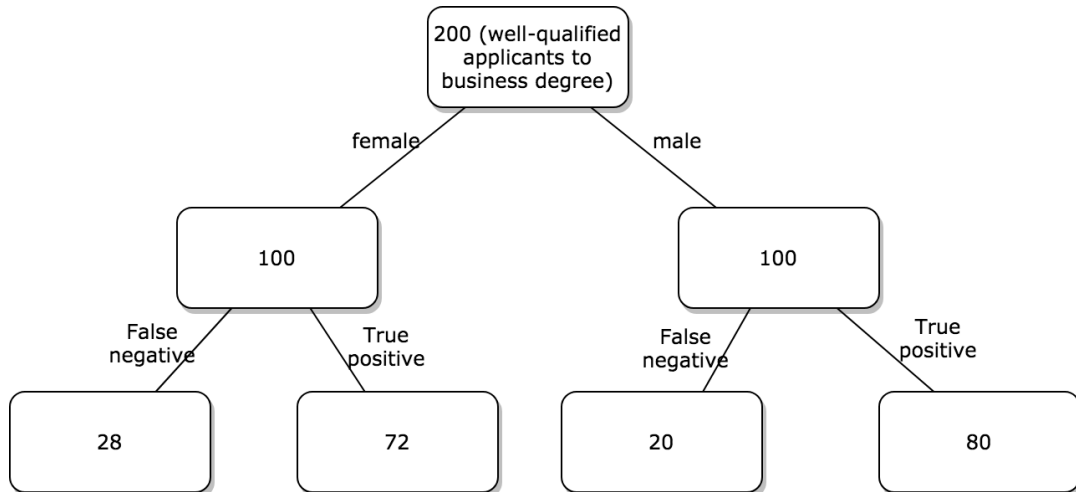 200 (well-qualified
applicants to
business degree)
female
male
100
100
False
negative
True
positive
False
negative
True
positive
28
72
20
80